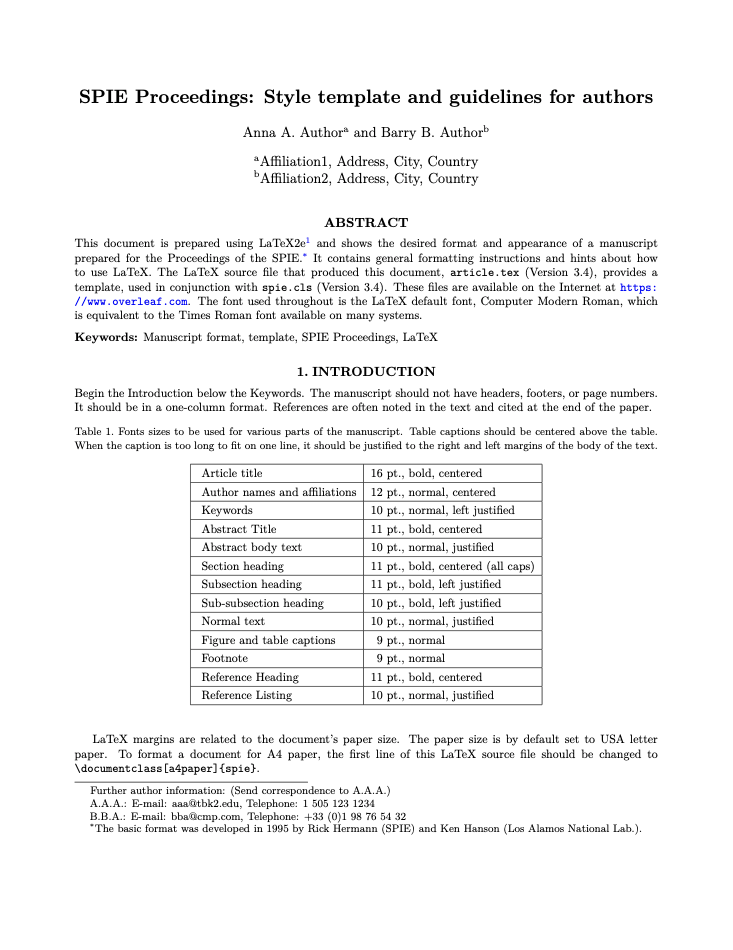 SPIE Proceedings: Style template and guidelines for authors
Anna A. Authorᵃ and Barry B. Authorᵇ
ᵃAffiliation1, Address, City, Country
ᵇAffiliation2, Address, City, Country
ABSTRACT
This document is prepared using LaTeX2e¹ and shows the desired format and appearance of a manuscript
prepared for the Proceedings of the SPIE.* It contains general formatting instructions and hints about how
to use LaTeX. The LaTeX source file that produced this document, article.tex (Version 3.4), provides a
template, used in conjunction with spie.cls (Version 3.4). These files are available on the Internet at https:
//www.overleaf.com. The font used throughout is the LaTeX default font, Computer Modern Roman, which
is equivalent to the Times Roman font available on many systems.
Keywords: Manuscript format, template, SPIE Proceedings, LaTeX
1. INTRODUCTION
Begin the Introduction below the Keywords. The manuscript should not have headers, footers, or page numbers.
It should be in a one-column format. References are often noted in the text and cited at the end of the paper.
Table 1. Fonts sizes to be used for various parts of the manuscript. Table captions should be centered above the table.
When the caption is too long to fit on one line, it should be justified to the right and left margins of the body of the text.
Article title 16 pt., bold, centered
Author names and affiliations 12 pt., normal, centered
Keywords 10 pt., normal, left justified
Abstract Title 11 pt., bold, centered
Abstract body text 10 pt., normal, justified
Section heading 11 pt., bold, centered (all caps)
Subsection heading 11 pt., bold, left justified
Sub-subsection heading 10 pt., bold, left justified
Normal text 10 pt., normal, justified
Figure and table captions 9 pt., normal
Footnote 9 pt., normal
Reference Heading 11 pt., bold, centered
Reference Listing 10 pt., normal, justified
LaTeX margins are related to the document's paper size. The paper size is by default set to USA letter
paper. To format a document for A4 paper, the first line of this LaTeX source file should be changed to
\documentclass[a4paper]{spie}.
Further author information: (Send correspondence to A.A.A.)
A.A.A.: E-mail: aaa@tbk2.edu, Telephone: 1 505 123 1234
B.B.A.: E-mail: bba@cmp.com, Telephone: +33 (0)1 98 76 54 32
*The basic format was developed in 1995 by Rick Hermann (SPIE) and Ken Hanson (Los Alamos National Lab.).